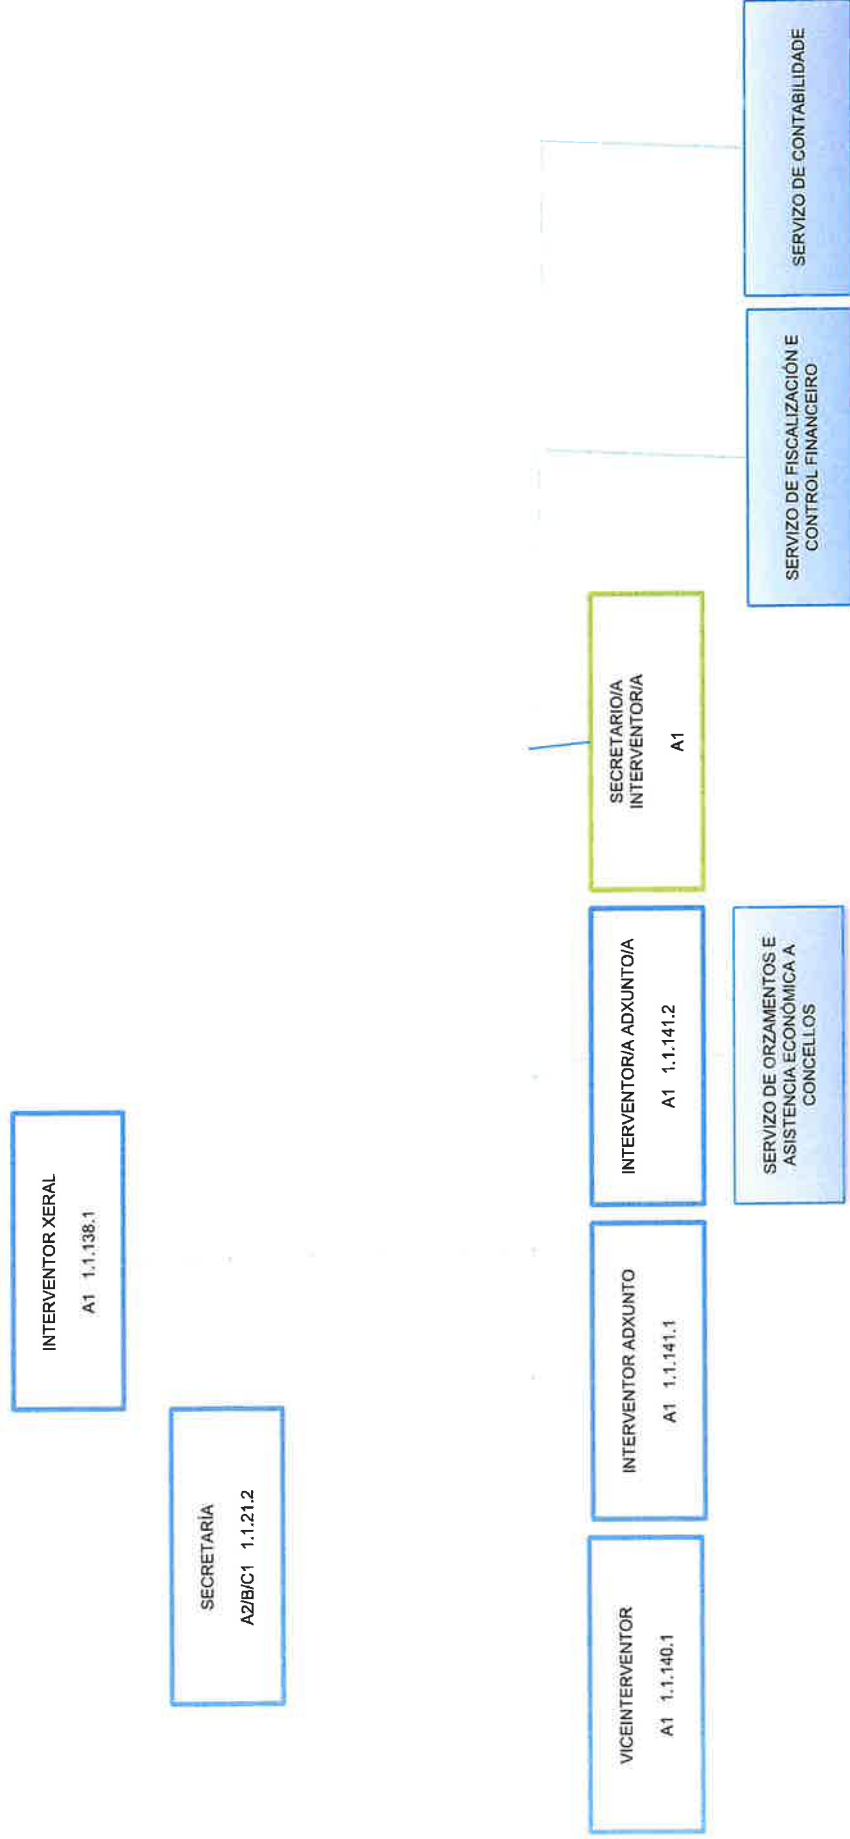 INTERVENTOR XERAL
A1 1.1.138.1
SECRETARÍA
A2/B/C1 1.1.21.2
VICEINTERVENTOR
A1 1.1.140.1
INTERVENTOR ADXUNTO
A1 1.1.141.1
INTERVENTOR/A ADXUNTO/A
A1 1.1.141.2
SECRETARIO/A
INTERVENTOR/A
A1
SERVIZO DE ORZAMENTOS E
ASISTENCIA ECONÓMICA A
CONCELLOS
SERVIZO DE FISCALIZACIÓN E
CONTROL FINANCEIRO
SERVIZO DE CONTABILIDADE